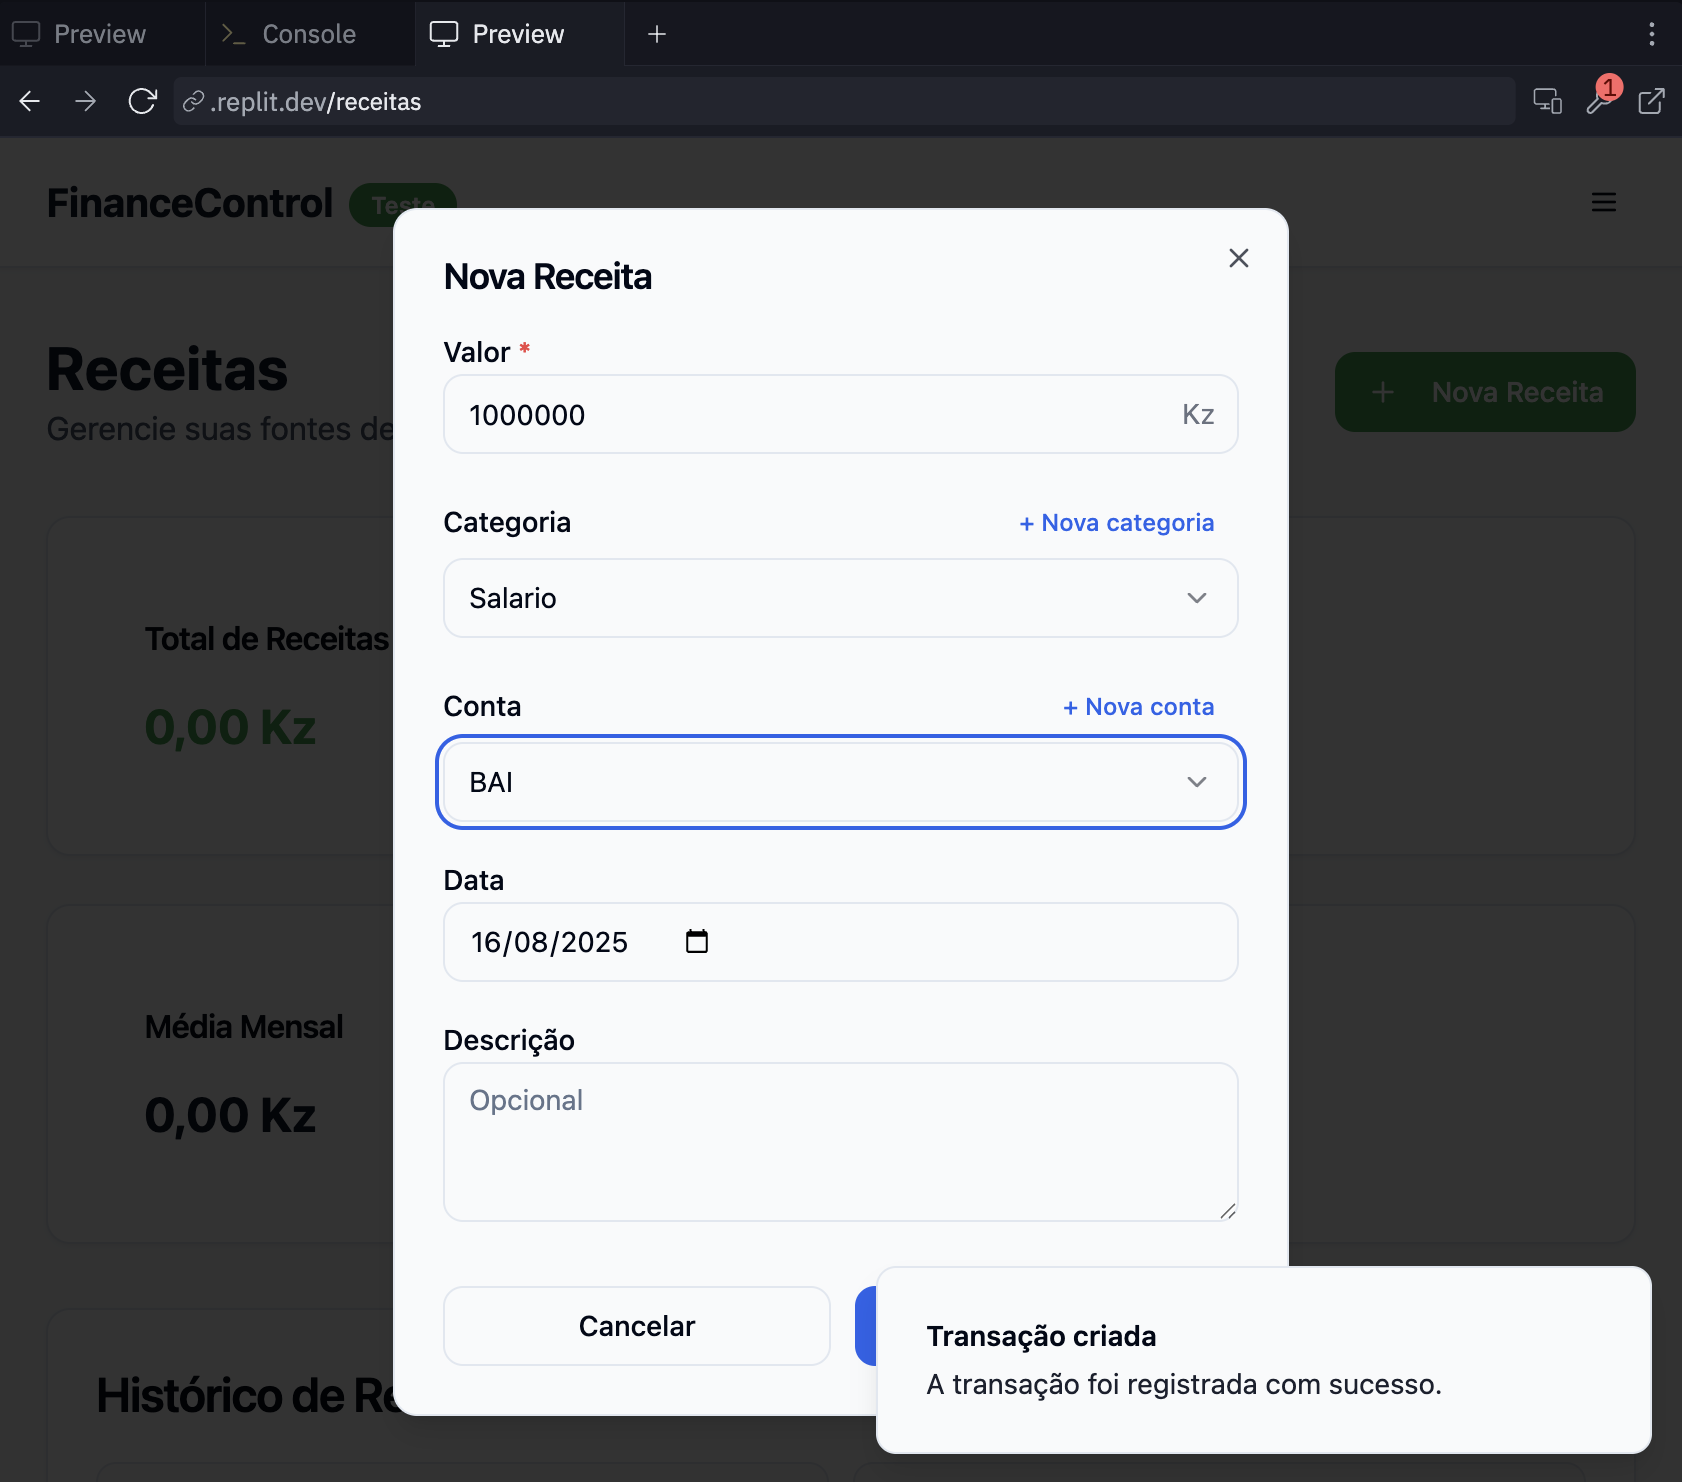 Preview
Console
Preview
.replit.dev/receitas
1
FinanceControl
Teste
Nova Receita
Valor *
1000000
Kz
Receitas
Gerencie suas fontes de
+ Nova Receita
Categoria
+ Nova categoria
Salario
Total de Receitas
0,00 Kz
Conta
+ Nova conta
BAI
Data
16/08/2025
Média Mensal
0,00 Kz
Descrição
Opcional
Cancelar
Transação criada
A transação foi registrada com sucesso.
Histórico de Re